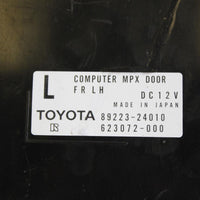 L
COMPUTER MPX DOOR
FR LH
DC12V
MADE IN JAPAN
TOYOTA 89223-24010
623072-000